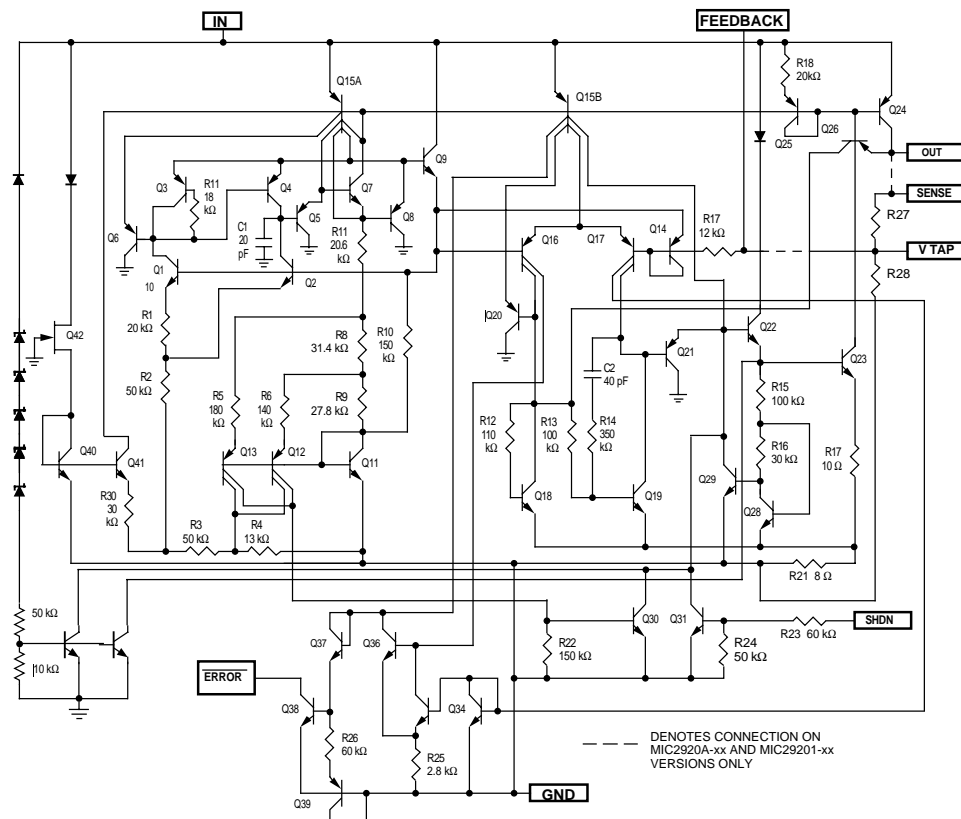 IN
FEEDBACK
R18
20kΩ
Q15A
Q15B
Q24
Q26
Q25
OUT
Q9
Q3
R11
18
kΩ
Q4
Q7
SENSE
C1
20
pF
Q5
Q8
R17
12 kΩ
R27
Q6
R11
20.6
kΩ
Q16
Q17
Q14
V TAP
Q1
10
Q2
R28
R1
20 kΩ
Q42
R8
31.4 kΩ
R10
150
kΩ
Q20
Q22
Q21
Q23
R2
50 kΩ
C2
40 pF
R5
180
kΩ
R6
140
kΩ
R9
27.8 kΩ
R15
100 kΩ
R12
110
kΩ
R13
100
kΩ
R14
350
kΩ
R16
30 kΩ
R17
10 Ω
Q40
Q41
Q13
Q12
Q11
Q29
R30
30
kΩ
Q18
Q19
Q28
R3
50 kΩ
R4
13 kΩ
R21 8 Ω
50 kΩ
10 kΩ
Q37
Q36
R22
150 kΩ
Q30
Q31
SHDN
R23 60 kΩ
R24
50 kΩ
ERROR
Q38
Q34
R26
60 kΩ
R25
2.8 kΩ
DENOTES CONNECTION ON
MIC2920A-xx AND MIC29201-xx
VERSIONS ONLY
Q39
GND